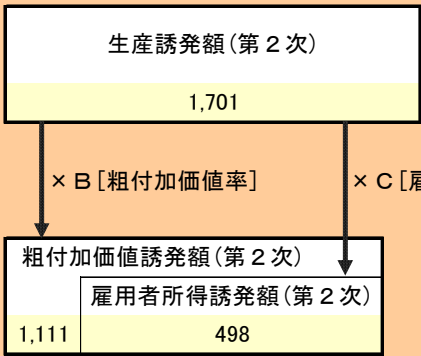 生産誘発額(第2次)
1,701
×B[粗付加価値率]
×C[雇
粗付加価値誘発額(第2次)
雇用者所得誘発額(第2次)
1,111
498